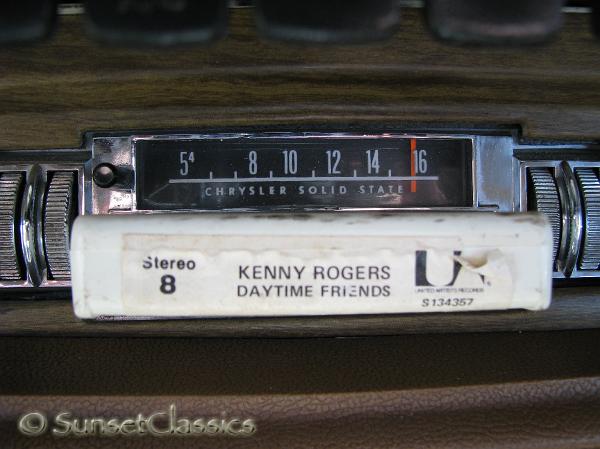 5⁴ 8 10 12 14 16
CHRYSLER SOLID STATE
Stereo
8
KENNY ROGERS
DAYTIME FRIENDS
UNITED ARTISTS RECORDS
S134357
© SunsetClassics